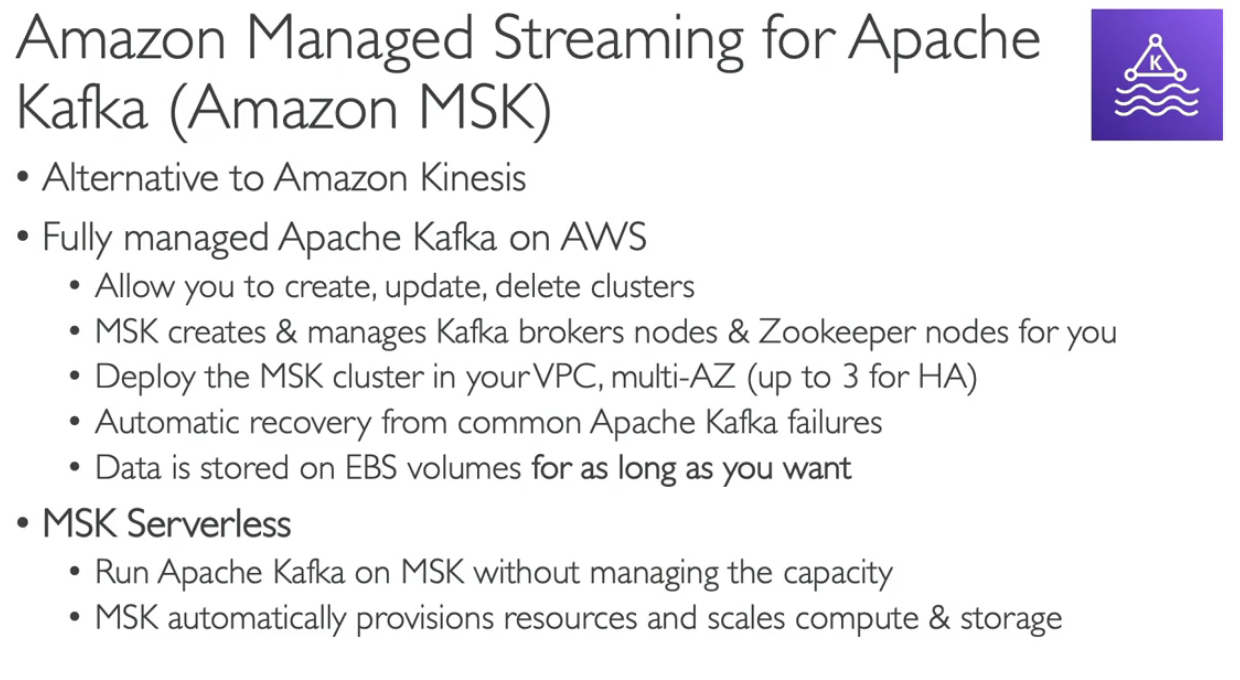 Amazon Managed Streaming for Apache
Kafka (Amazon MSK)
K
• Alternative to Amazon Kinesis
• Fully managed Apache Kafka on AWS
• Allow you to create, update, delete clusters
• MSK creates & manages Kafka brokers nodes & Zookeeper nodes for you
• Deploy the MSK cluster in your VPC, multi-AZ (up to 3 for HA)
• Automatic recovery from common Apache Kafka failures
• Data is stored on EBS volumes for as long as you want
• MSK Serverless
• Run Apache Kafka on MSK without managing the capacity
• MSK automatically provisions resources and scales compute & storage